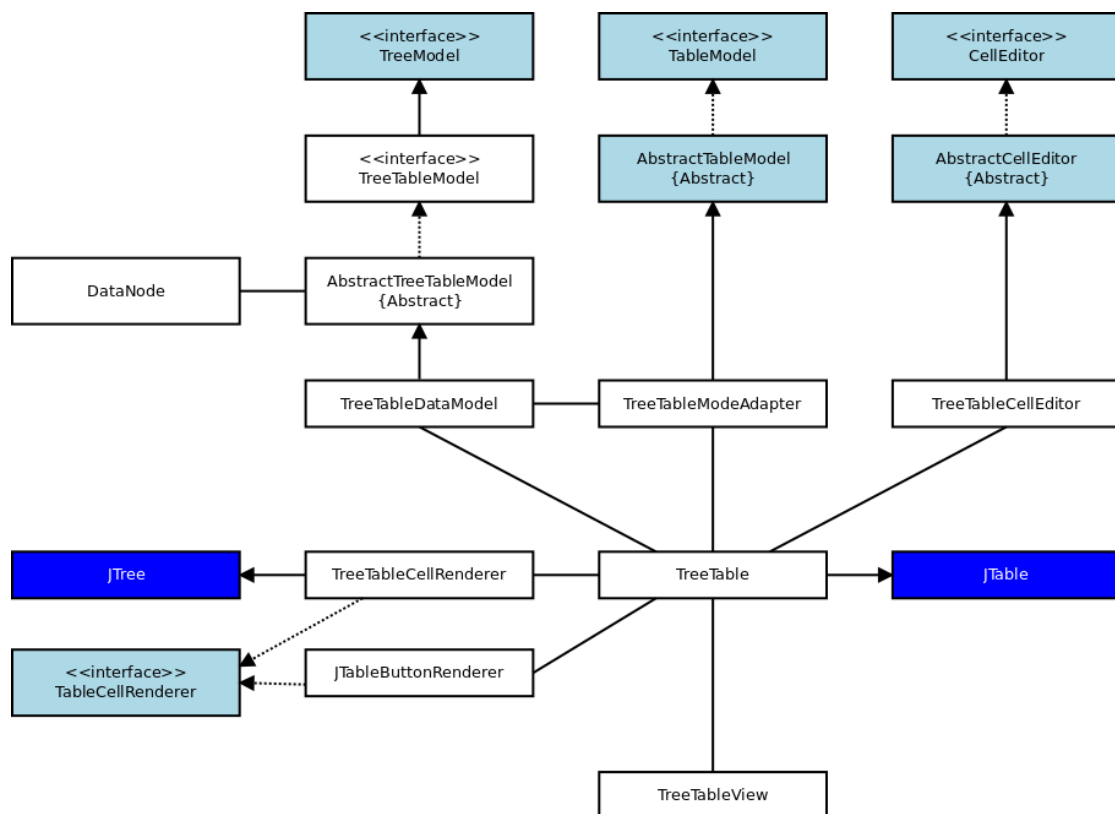 <<interface>>
TreeModel
<<interface>>
TableModel
<<interface>>
CellEditor
<<interface>>
TreeTableModel
AbstractTableModel
{Abstract}
AbstractCellEditor
{Abstract}
DataNode
AbstractTreeTableModel
{Abstract}
TreeTableDataModel
TreeTableModeAdapter
TreeTableCellEditor
JTree
TreeTableCellRenderer
TreeTable
JTable
<<interface>>
TableCellRenderer
JTableButtonRenderer
TreeTableView